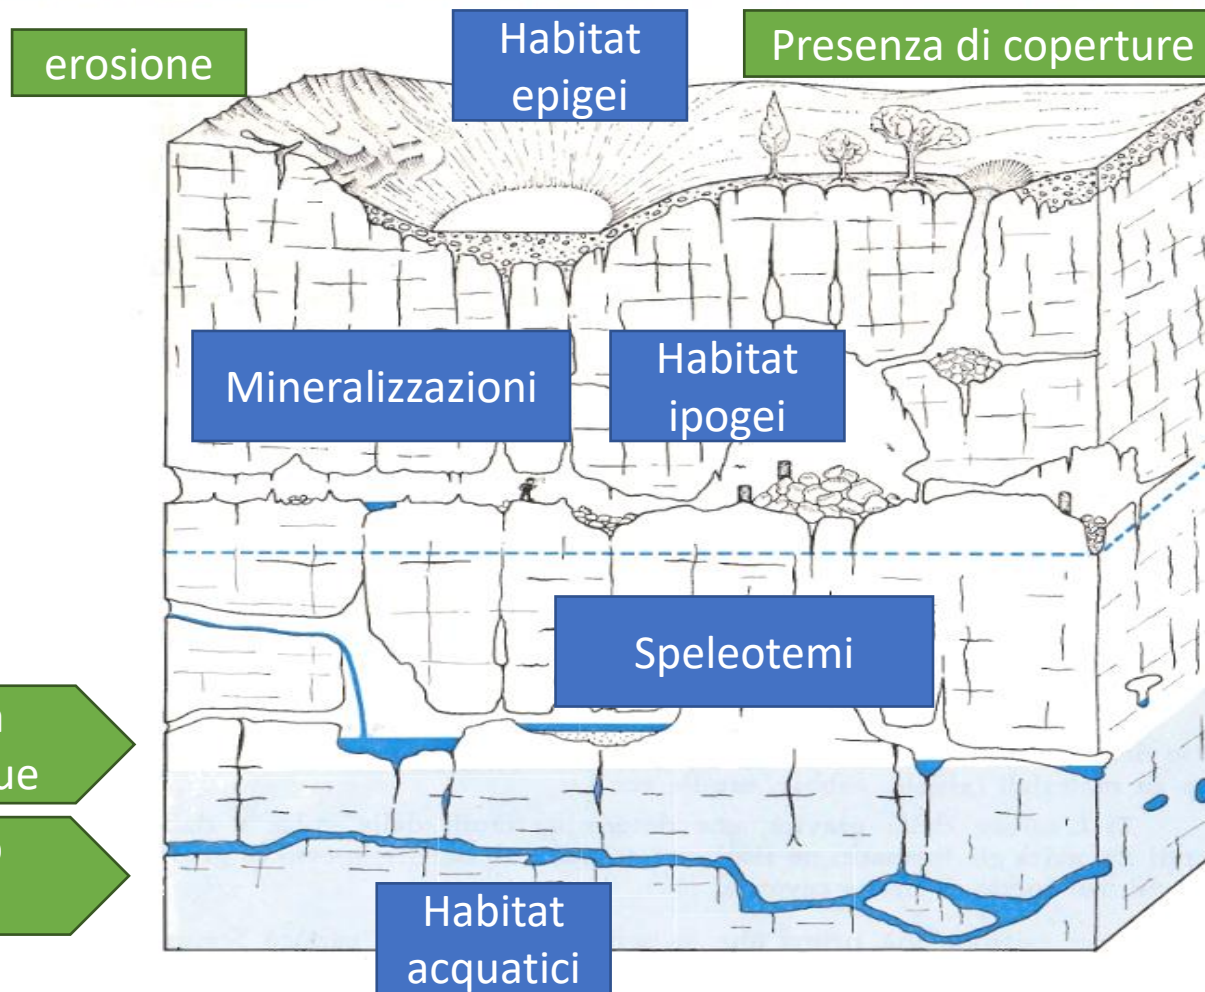 erosione
Habitat
epigei
Presenza di coperture
Mineralizzazioni
Habitat
ipogei
Speleotemi
Habitat
acquatici